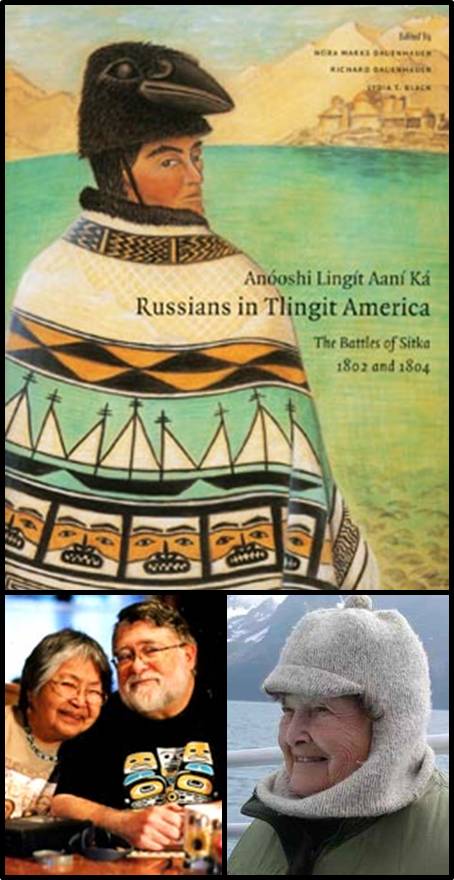 Edited by
NORA MARKS DAUENHAUER
RICHARD DAUENHAUER
LYDIA T. BLACK
Anóoshi Lingít Aaní Ká
Russians in Tlingit America
The Battles of Sitka
1802 and 1804